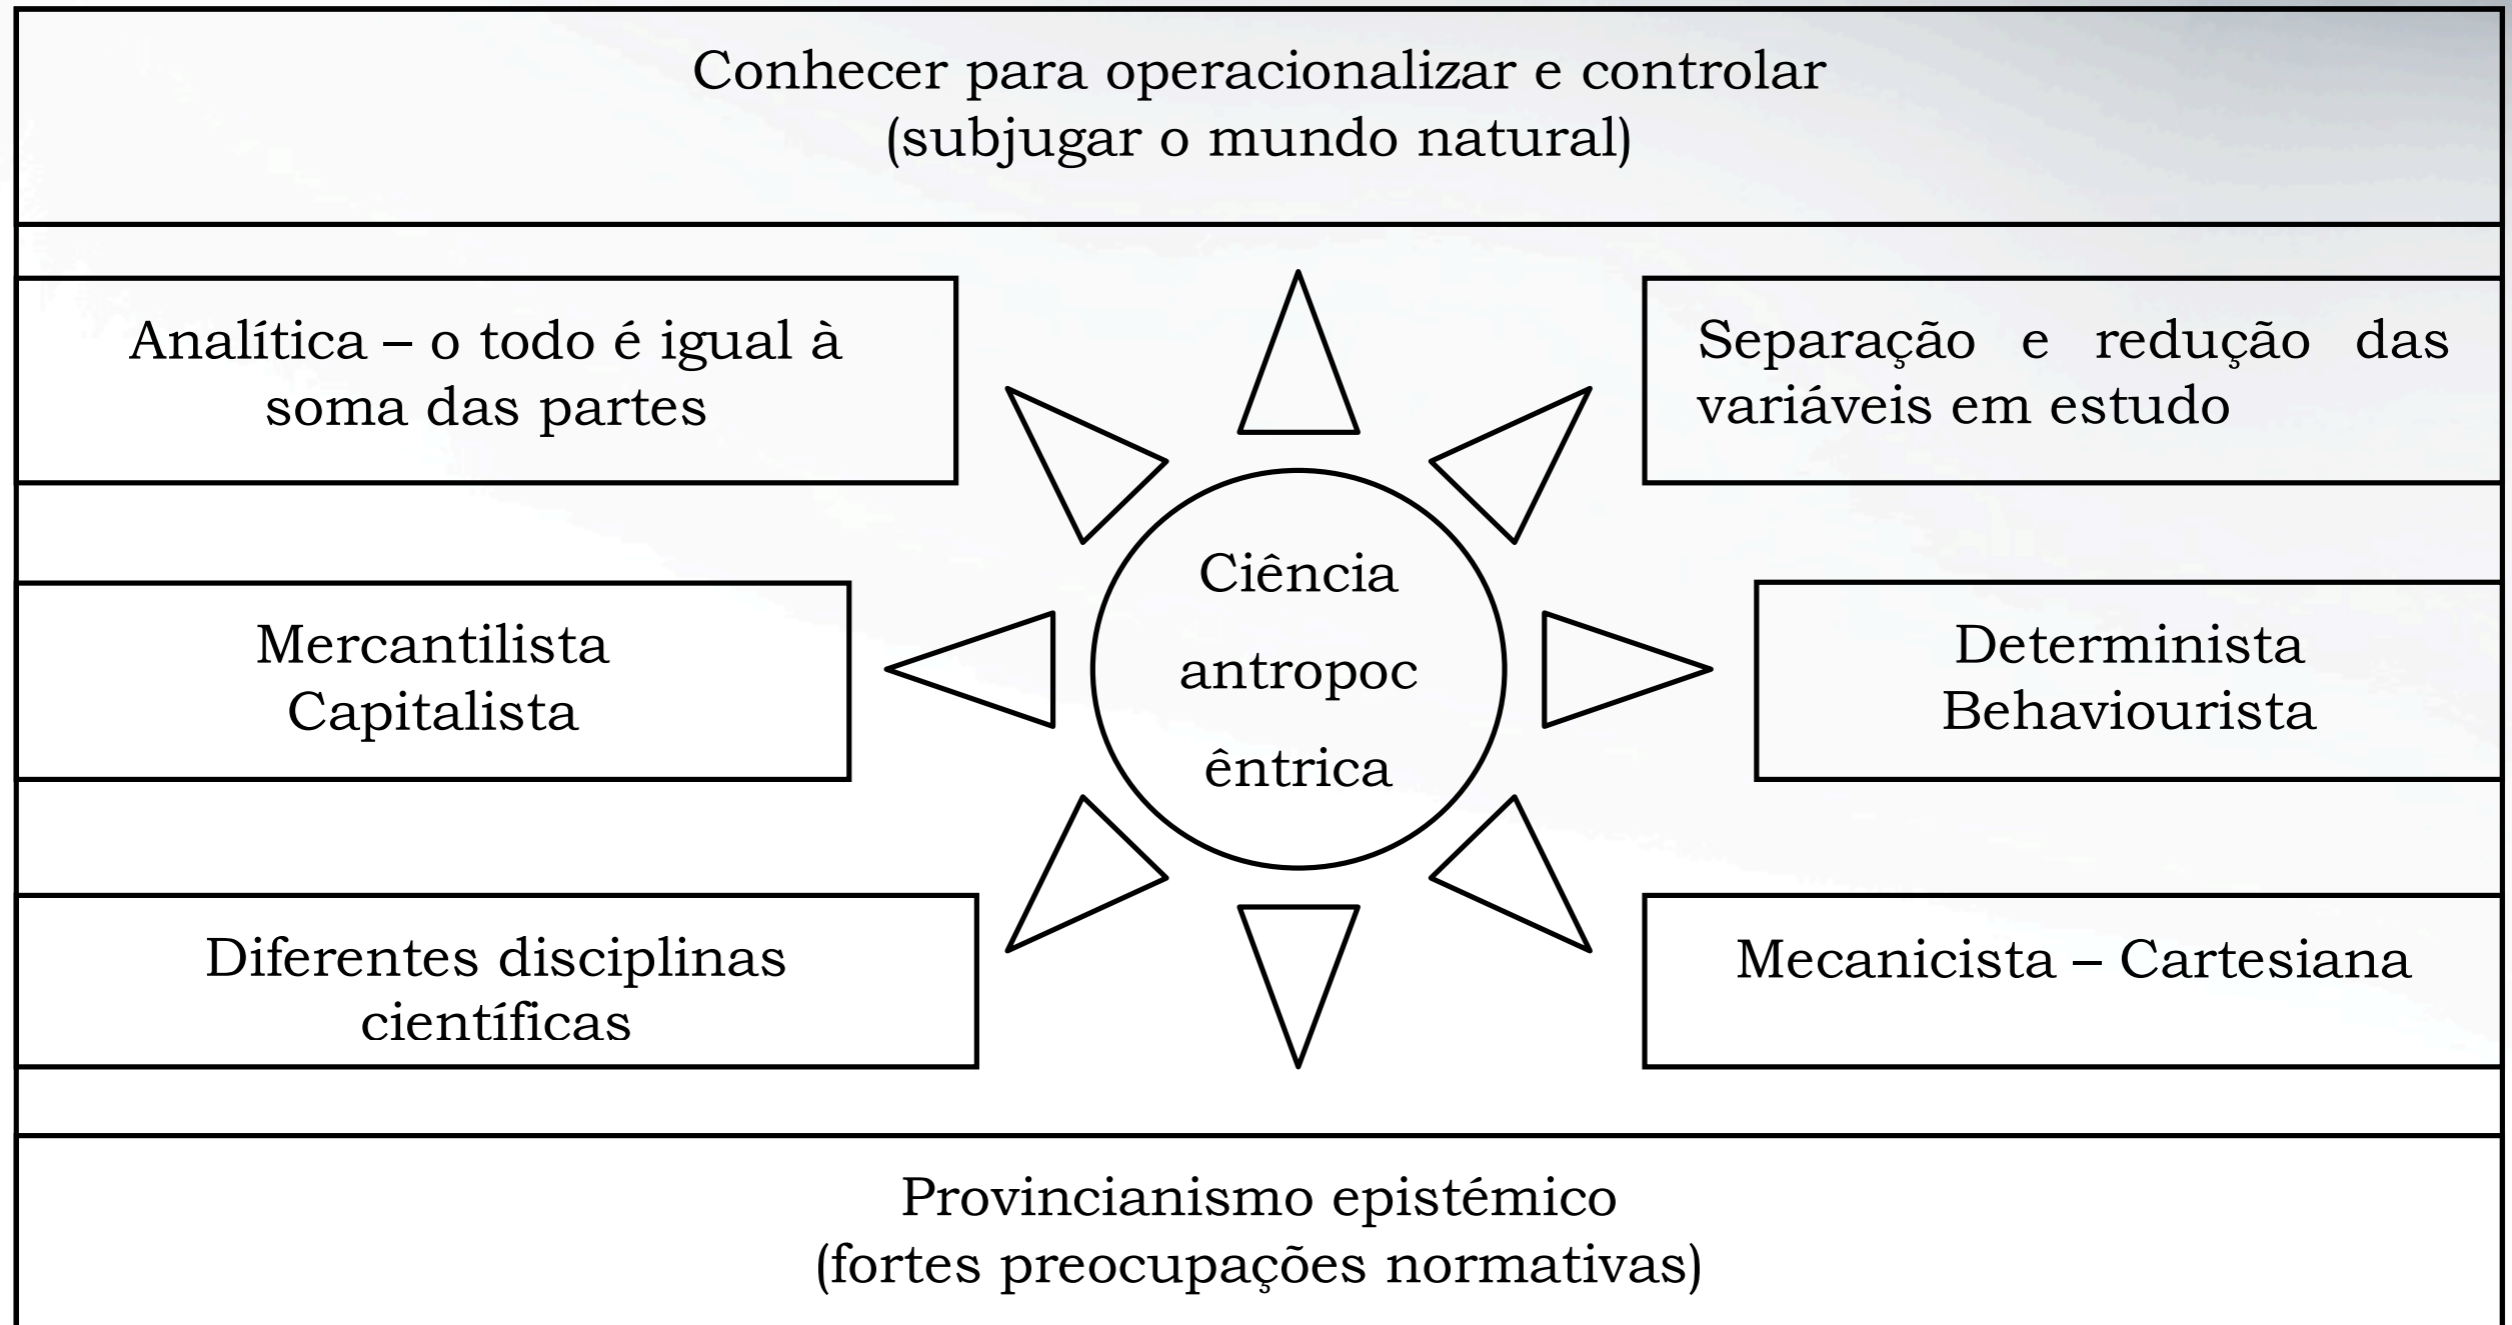 Conhecer para operacionalizar e controlar
(subjugar o mundo natural)
Analítica – o todo é igual à
soma das partes
Separação e redução das
variáveis em estudo
Ciência
antropoc
êntrica
Mercantilista
Capitalista
Determinista
Behaviourista
Diferentes disciplinas
científicas
Mecanicista – Cartesiana
Provincianismo epistémico
(fortes preocupações normativas)